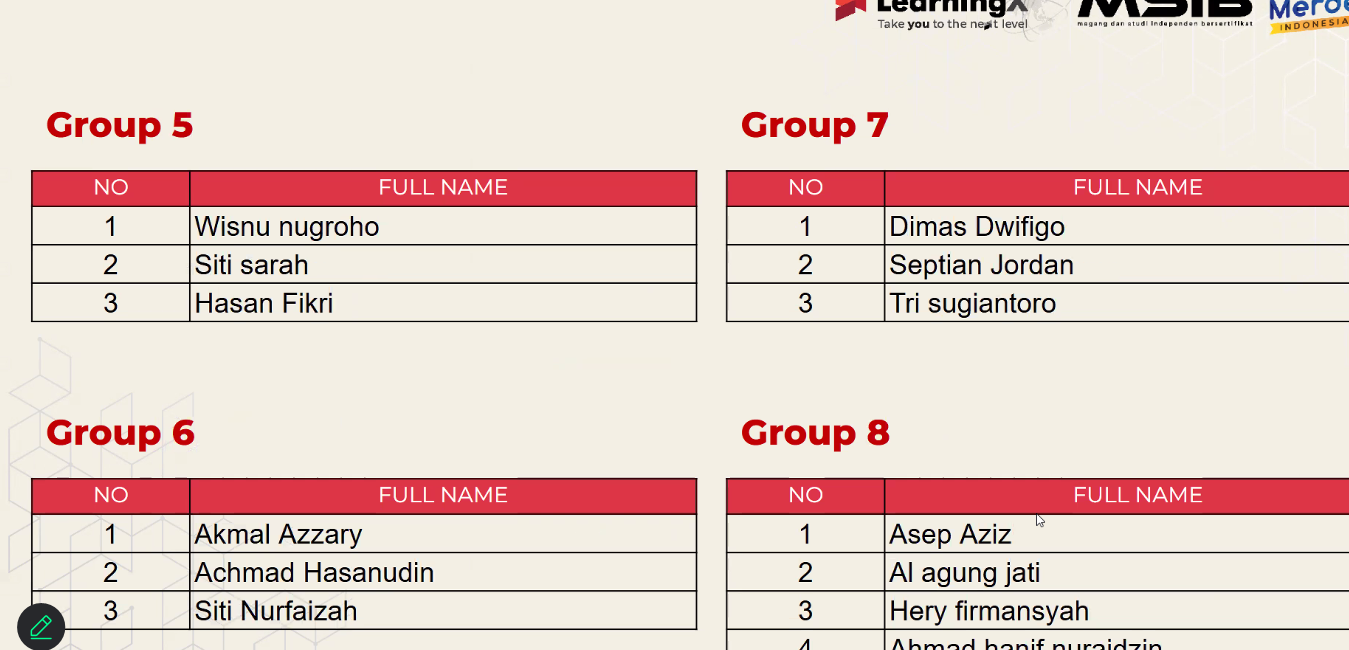 LearningX
Take you to the next level
MSIB
magang dan studi independen bersertifikat
INDONESIA
Group 5
NO FULL NAME
1 Wisnu nugroho
2 Siti sarah
3 Hasan Fikri
Group 7
NO FULL NAME
1 Dimas Dwifigo
2 Septian Jordan
3 Tri sugiantoro
Group 6
NO FULL NAME
1 Akmal Azzary
2 Achmad Hasanudin
3 Siti Nurfaizah
Group 8
NO FULL NAME
1 Asep Aziz
2 Al agung jati
3 Hery firmansyah
4 Ahmad hanif